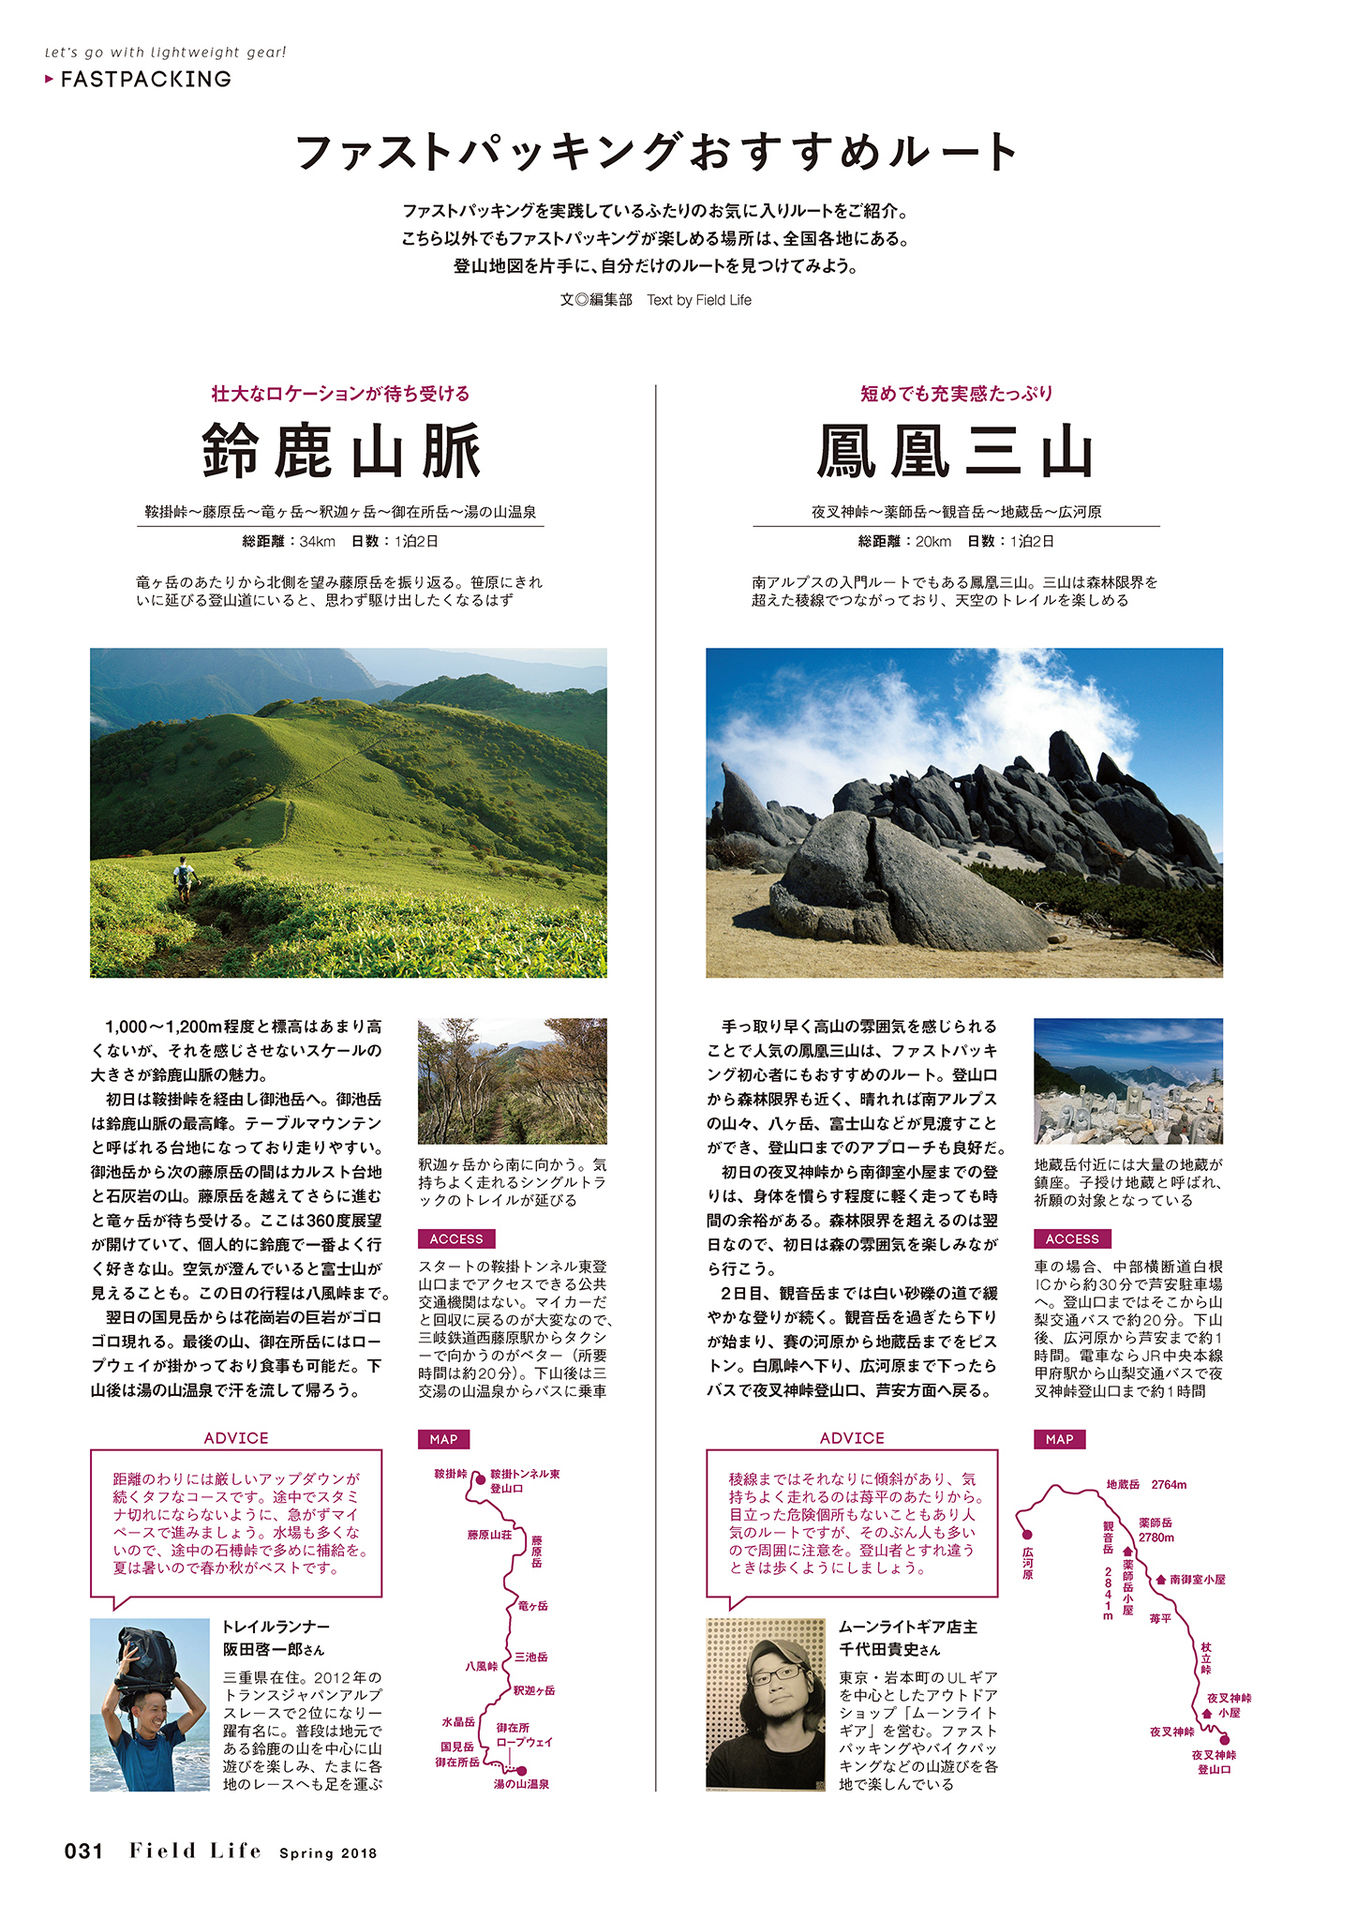 Let's go with lightweight gear!
▶ FASTPACKING
ファストパッキングおすすめルート
ファストパッキングを実践しているふたりのお気に入りルートをご紹介。
こちら以外でもファストパッキングが楽しめる場所は、全国各地にある。
登山地図を片手に、自分だけのルートを見つけてみよう。
文◎編集部 Text by Field Life
壮大なロケーションが待ち受ける
鈴鹿山脈
鞍掛峠～藤原岳～竜ヶ岳～釈迦ヶ岳～御在所岳～湯の山温泉
総距離：34km 日数：1泊2日
竜ヶ岳のあたりから北側を望み藤原岳を振り返る。笹原にきれ
いに延びる登山道にいると、思わず駆け出したくなるはず
1,000～1,200m程度と標高はあまり高
くないが、それを感じさせないスケールの
大きさが鈴鹿山脈の魅力。
初日は鞍掛峠を経由し御池岳へ。御池岳
は鈴鹿山脈の最高峰。テーブルマウンテン
と呼ばれる台地になっており走りやすい。
御池岳から次の藤原岳の間はカルスト台地
と石灰岩の山。藤原岳を越えてさらに進む
と竜ヶ岳が待ち受ける。ここは360度展望
が開けていて、個人的に鈴鹿で一番よく行
く好きな山。空気が澄んでいると富士山が
見えることも。この日の行程は八風峠まで。
翌日の国見岳からは花崗岩の巨岩がゴロ
ゴロ現れる。最後の山、御在所岳にはロー
プウェイが掛かっており食事も可能だ。下
山後は湯の山温泉で汗を流して帰ろう。
釈迦ヶ岳から南に向かう。気
持ちよく走れるシングルトラ
ックのトレイルが延びる
ACCESS
スタートの鞍掛トンネル東登
山口までアクセスできる公共
交通機関はない。マイカーだ
と回収に戻るのが大変なので、
三岐鉄道西藤原駅からタクシ
ーで向かうのがベター（所要
時間は約20分）。下山後は三
交湯の山温泉からバスに乗車
ADVICE
距離のわりには厳しいアップダウンが
続くタフなコースです。途中でスタミ
ナ切れにならないように、急がずマイ
ペースで進みましょう。水場も多くな
いので、途中の石榑峠で多めに補給を。
夏は暑いので春か秋がベストです。
トレイルランナー
阪田啓一郎さん
三重県在住。2012年の
トランスジャパンアルプ
スレースで2位になり一
躍有名に。普段は地元で
ある鈴鹿の山を中心に山
遊びを楽しみ、たまに各
地のレースへも足を運ぶ
MAP
鞍掛峠
鞍掛トンネル東
登山口
藤原山荘
藤原岳
竜ヶ岳
三池岳
八風峠
釈迦ヶ岳
水晶岳
御在所
ロープウェイ
国見岳
御在所岳
湯の山温泉
短めでも充実感たっぷり
鳳凰三山
夜叉神峠～薬師岳～観音岳～地蔵岳～広河原
総距離：20km 日数：1泊2日
南アルプスの入門ルートでもある鳳凰三山。三山は森林限界を
超えた稜線でつながっており、天空のトレイルを楽しめる
手っ取り早く高山の雰囲気を感じられる
ことで人気の鳳凰三山は、ファストパッキ
ング初心者にもおすすめのルート。登山口
から森林限界も近く、晴れれば南アルプス
の山々、八ヶ岳、富士山などが見渡すこと
ができ、登山口までのアプローチも良好だ。
初日の夜叉神峠から南御室小屋までの登
りは、身体を慣らす程度に軽く走っても時
間の余裕がある。森林限界を超えるのは翌
日なので、初日は森の雰囲気を楽しみなが
ら行こう。
2日目、観音岳までは白い砂礫の道で緩
やかな登りが続く。観音岳を過ぎたら下り
が始まり、賽の河原から地蔵岳までをピス
トン。白鳳峠へ下り、広河原まで下ったら
バスで夜叉神峠登山口、芦安方面へ戻る。
地蔵岳付近には大量の地蔵が
鎮座。子授け地蔵と呼ばれ、
祈願の対象となっている
ACCESS
車の場合、中部横断道白根
ICから約30分で芦安駐車場
へ。登山口まではそこから山
梨交通バスで約20分。下山
後、広河原から芦安まで約1
時間。電車ならJR中央本線
甲府駅から山梨交通バスで夜
叉神峠登山口まで約1時間
ADVICE
稜線まではそれなりに傾斜があり、気
持ちよく走れるのは苺平のあたりから。
目立った危険個所もないこともあり人
気のルートですが、そのぶん人も多い
ので周囲に注意を。登山者とすれ違う
ときは歩くようにしましょう。
ムーンライトギア店主
千代田貴史さん
東京・岩本町のULギア
を中心としたアウトドア
ショップ「ムーンライト
ギア」を営む。ファスト
パッキングやバイクパッ
キングなどの山遊びを各
地で楽しんでいる
MAP
地蔵岳 2764m
薬師岳
2780m
観音岳 2841m
広河原
薬師岳小屋
南御室小屋
苺平
杖立峠
夜叉神峠
小屋
夜叉神峠
夜叉神峠
登山口
031 Field Life Spring 2018